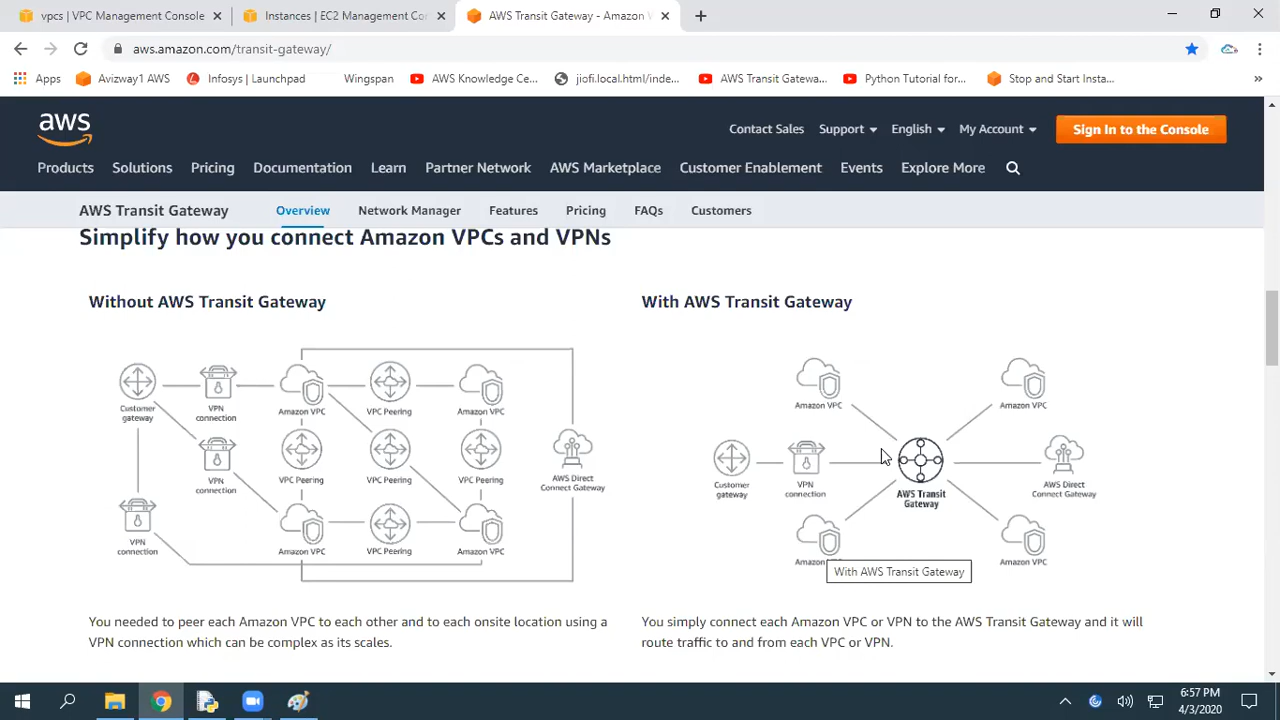 vpcs | VPC Management Console
Instances | EC2 Management Co
AWS Transit Gateway - Amazon
aws.amazon.com/transit-gateway/
Apps
Avizway1 AWS
Infosys | Launchpad
Wingspan
AWS Knowledge Ce...
jiofi.local.html/inde...
AWS Transit Gatewa...
Python Tutorial for...
Stop and Start Insta...
aws
Contact Sales
Support
English
My Account
Sign In to the Console
Products
Solutions
Pricing
Documentation
Learn
Partner Network
AWS Marketplace
Customer Enablement
Events
Explore More
AWS Transit Gateway
Overview
Network Manager
Features
Pricing
FAQs
Customers
Simplify how you connect Amazon VPCs and VPNs
Without AWS Transit Gateway
Customer
gateway
VPN
connection
Amazon VPC
VPC Peering
Amazon VPC
VPN
connection
VPC Peering
VPC Peering
VPC Peering
AWS Direct
Connect Gateway
VPN
connection
Amazon VPC
VPC Peering
Amazon VPC
You needed to peer each Amazon VPC to each other and to each onsite location using a
VPN connection which can be complex as its scales.
With AWS Transit Gateway
Amazon VPC
Amazon VPC
Customer
gateway
VPN
connection
AWS Transit
Gateway
AWS Direct
Connect Gateway
Amazon VPC
Amazon VPC
With AWS Transit Gateway
You simply connect each Amazon VPC or VPN to the AWS Transit Gateway and it will
route traffic to and from each VPC or VPN.
6:57 PM
4/3/2020